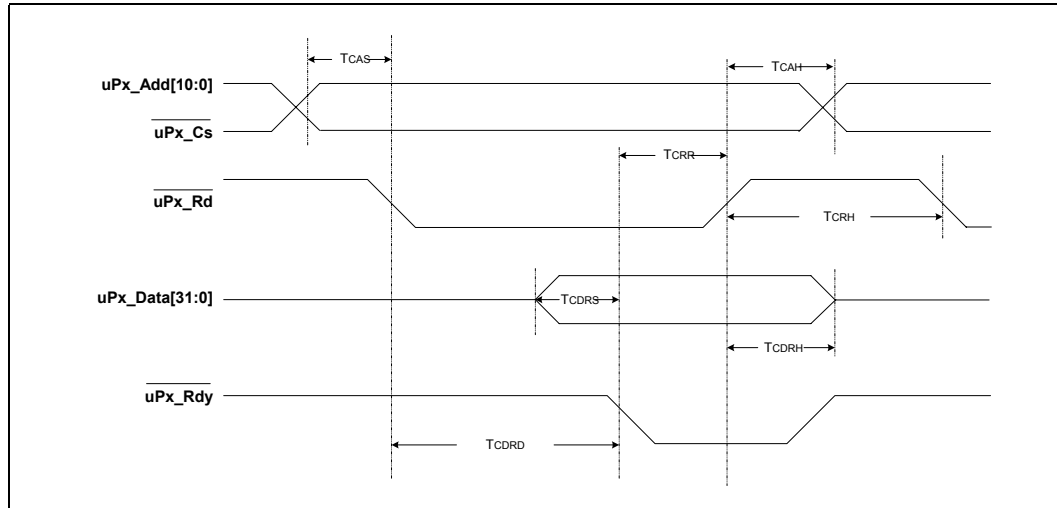 TCAS
TCAH
uPx_Add[10:0]
uPx_Cs
TCRR
uPx_Rd
TCRH
uPx_Data[31:0]
TCDRS
TCDRH
uPx_Rdy
TCDRD